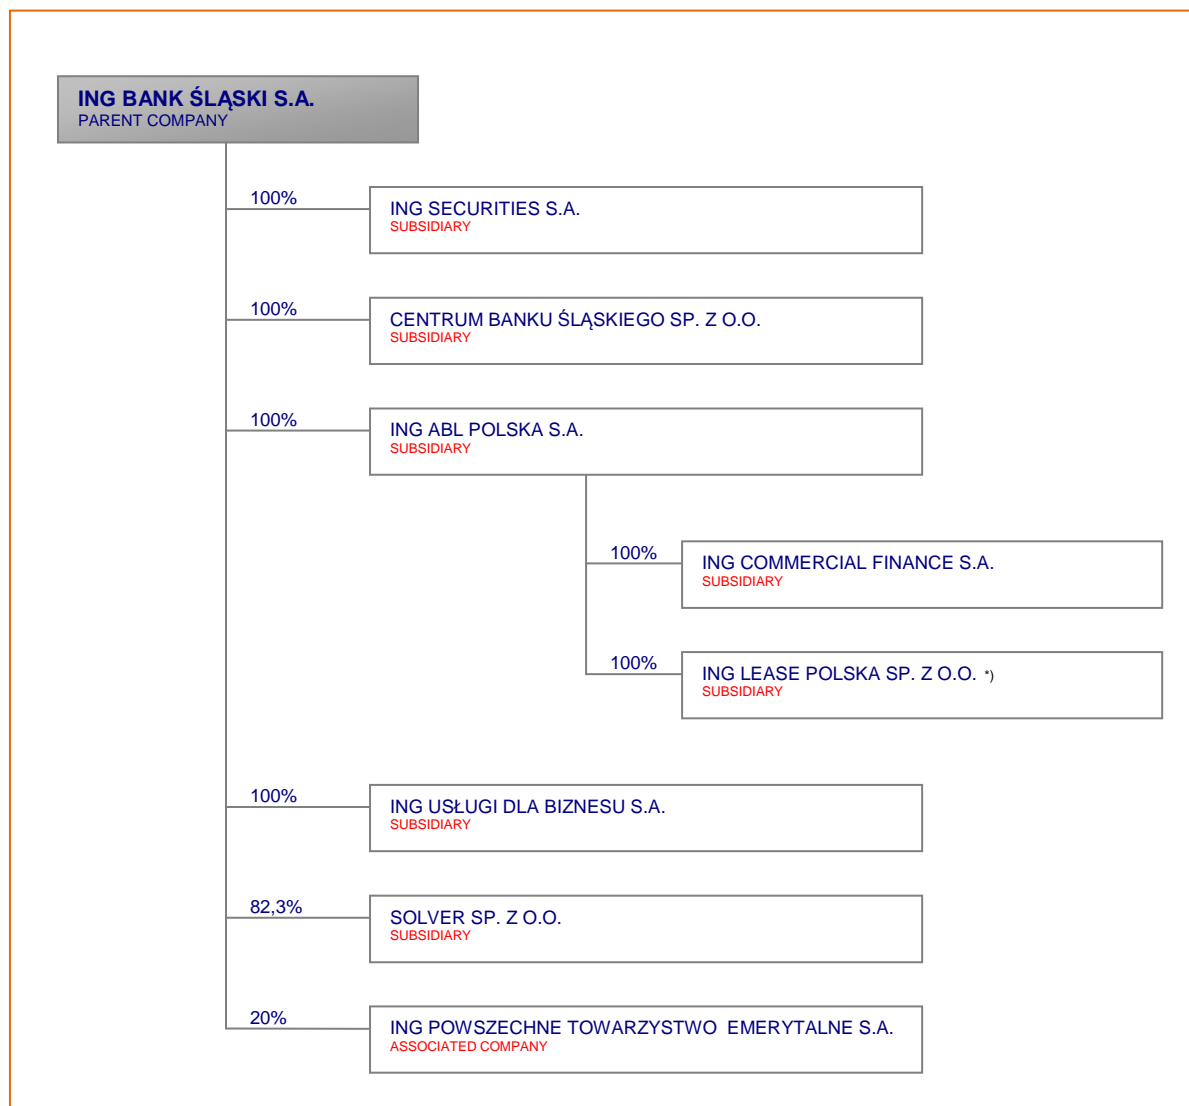 ING BANK ŚLĄSKI S.A.
PARENT COMPANY
100%
ING SECURITIES S.A.
SUBSIDIARY
100%
CENTRUM BANKU ŚLĄSKIEGO SP. Z O.O.
SUBSIDIARY
100%
ING ABL POLSKA S.A.
SUBSIDIARY
100%
ING COMMERCIAL FINANCE S.A.
SUBSIDIARY
100%
ING LEASE POLSKA SP. Z O.O. *)
SUBSIDIARY
100%
ING USŁUGI DLA BIZNESU S.A.
SUBSIDIARY
82,3%
SOLVER SP. Z O.O.
SUBSIDIARY
20%
ING POWSZECHNE TOWARZYSTWO EMERYTALNE S.A.
ASSOCIATED COMPANY